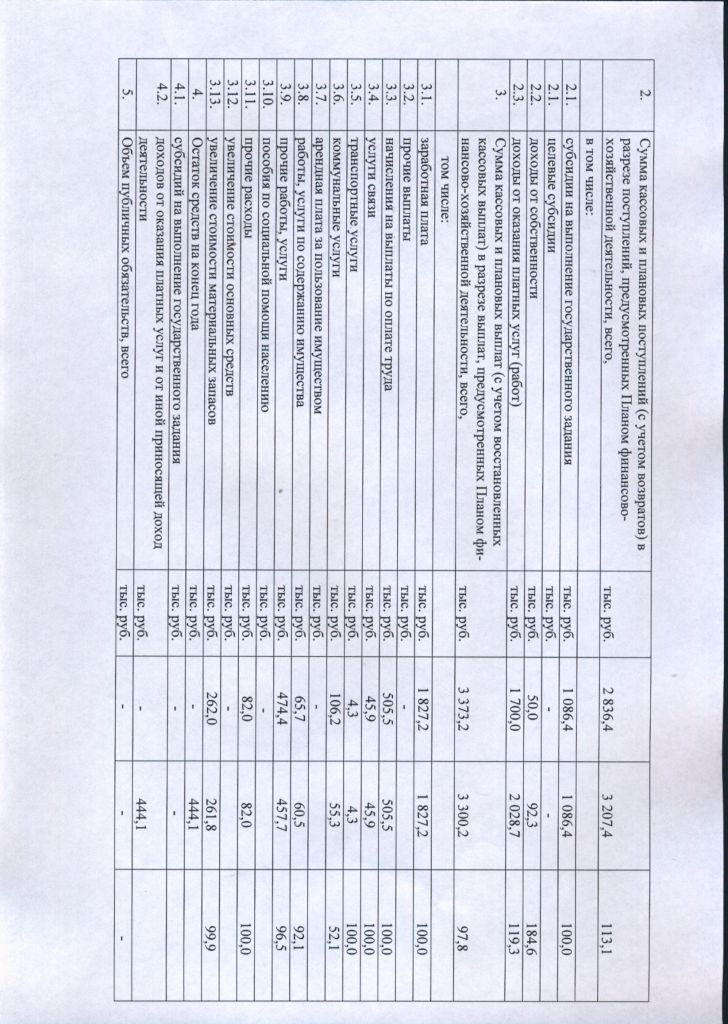 2. Сумма кассовых и плановых поступлений (с учетом возвратов) в
разрезе поступлений, предусмотренных Планом финансово-
хозяйственной деятельности, всего, тыс. руб. 2 836,4 3 207,4 113,1
в том числе:
2.1. субсидии на выполнение государственного задания тыс. руб. 1 086,4 1 086,4 100,0
2.1. целевые субсидии - -
2.2. доходы от собственности тыс. руб. 50,0 92,3 184,6
2.3. доходы от оказания платных услуг (работ) тыс. руб. 1 700,0 2 028,7 119,3
3. Сумма кассовых и плановых выплат (с учетом восстановленных
кассовых выплат) в разрезе выплат, предусмотренных Планом фи-
нансово-хозяйственной деятельности, всего, тыс. руб. 3 373,2 3 300,2 97,8
том числе:
3.1. заработная плата тыс. руб. 1 827,2 1 827,2 100,0
3.2. прочие выплаты тыс. руб. -
3.3. начисления на выплаты по оплате труда тыс. руб. 505,5 505,5 100,0
3.4. услуги связи тыс. руб. 45,9 45,9 100,0
3.5. транспортные услуги тыс. руб. 4,3 4,3 100,0
3.6. коммунальные услуги тыс. руб. 106,2 55,3 52,1
3.7. арендная плата за пользование имуществом тыс. руб. -
3.8. работы, услуги по содержанию имущества тыс. руб. 65,7 60,5 92,1
3.9. прочие работы, услуги тыс. руб. 474,4 457,7 96,5
3.10. пособия по социальной помощи населению тыс. руб. -
3.11. прочие расходы тыс. руб. 82,0 82,0 100,0
3.12. увеличение стоимости основных средств тыс. руб. -
3.13. увеличение стоимости материальных запасов тыс. руб. 262,0 261,8 99,9
4. Остаток средств на конец года тыс. руб. - 444,1
4.1. субсидий на выполнение государственного задания тыс. руб. - -
4.2. доходов от оказания платных услуг и от иной приносящей доход
деятельности тыс. руб. - 444,1
5. Объем публичных обязательств, всего тыс. руб. - - -